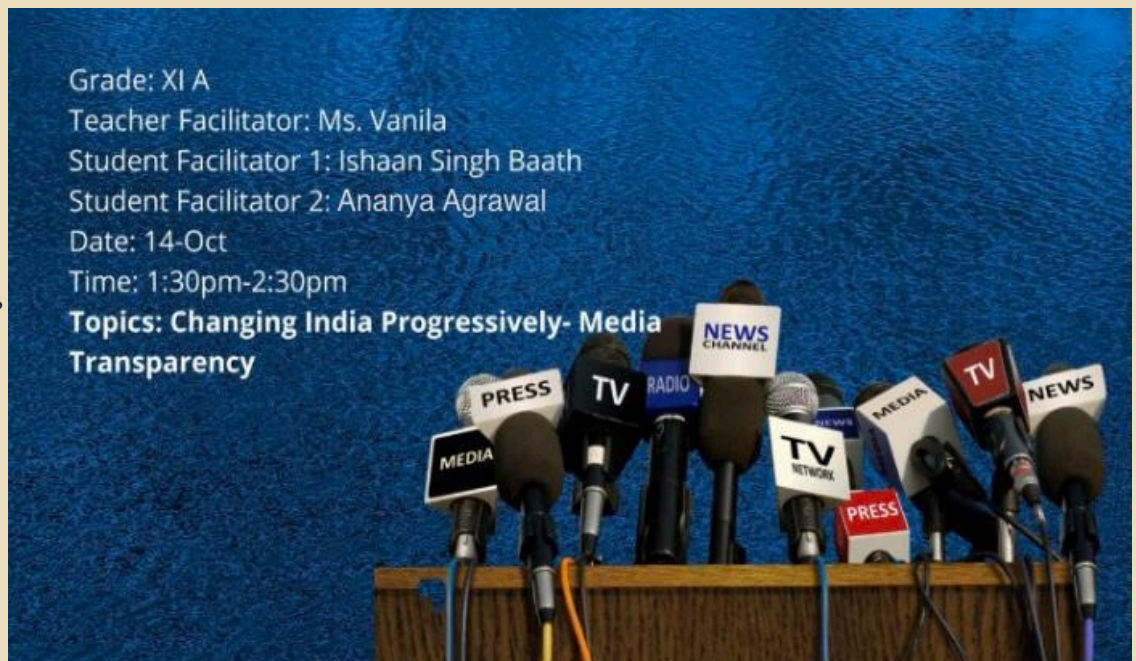 Grade: XI A
Teacher Facilitator: Ms. Vanila
Student Facilitator 1: Ishaan Singh Baath
Student Facilitator 2: Ananya Agrawal
Date: 14-Oct
Time: 1:30pm-2:30pm
Topics: Changing India Progressively- Media
Transparency
NEWS
CHANNEL
PRESS
TV
RADIO
MEDIA
TV
NETWORK
NEWS
MEDIA
TV
NEWS
PRESS